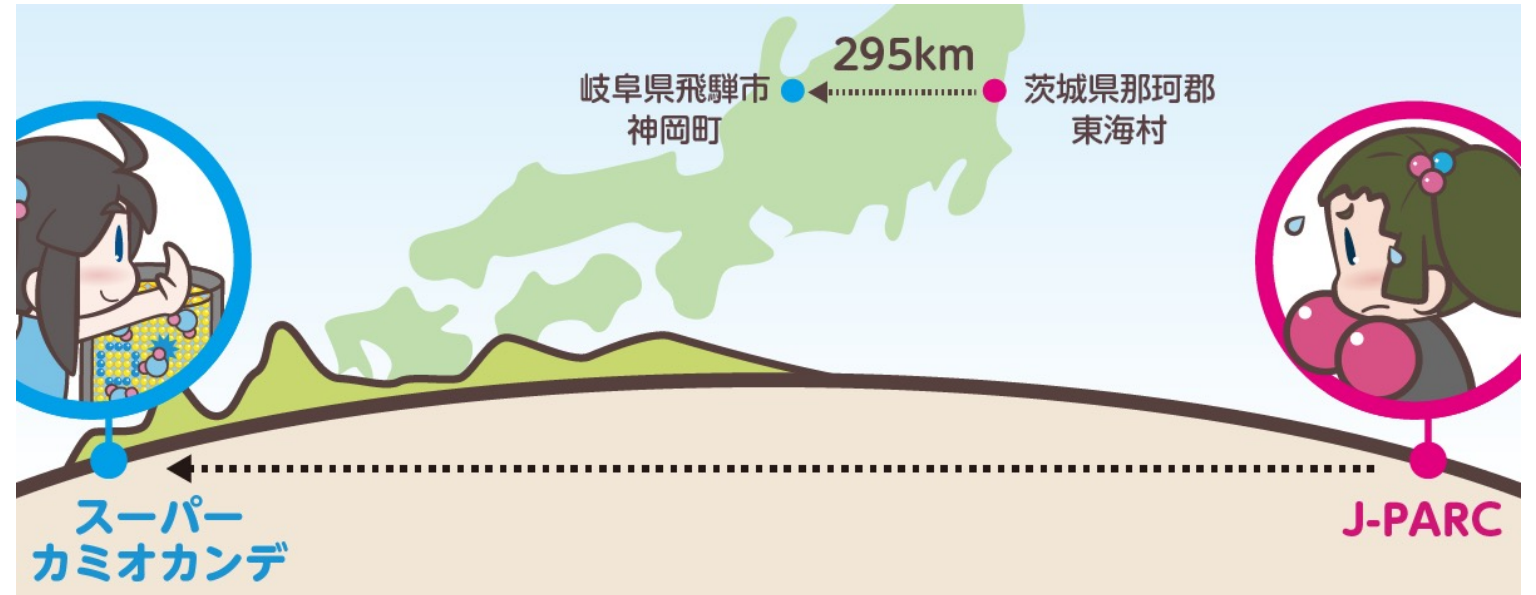 295km
岐阜県飛騨市
神岡町
茨城県那珂郡
東海村
スーパー
カミオカンデ
J-PARC